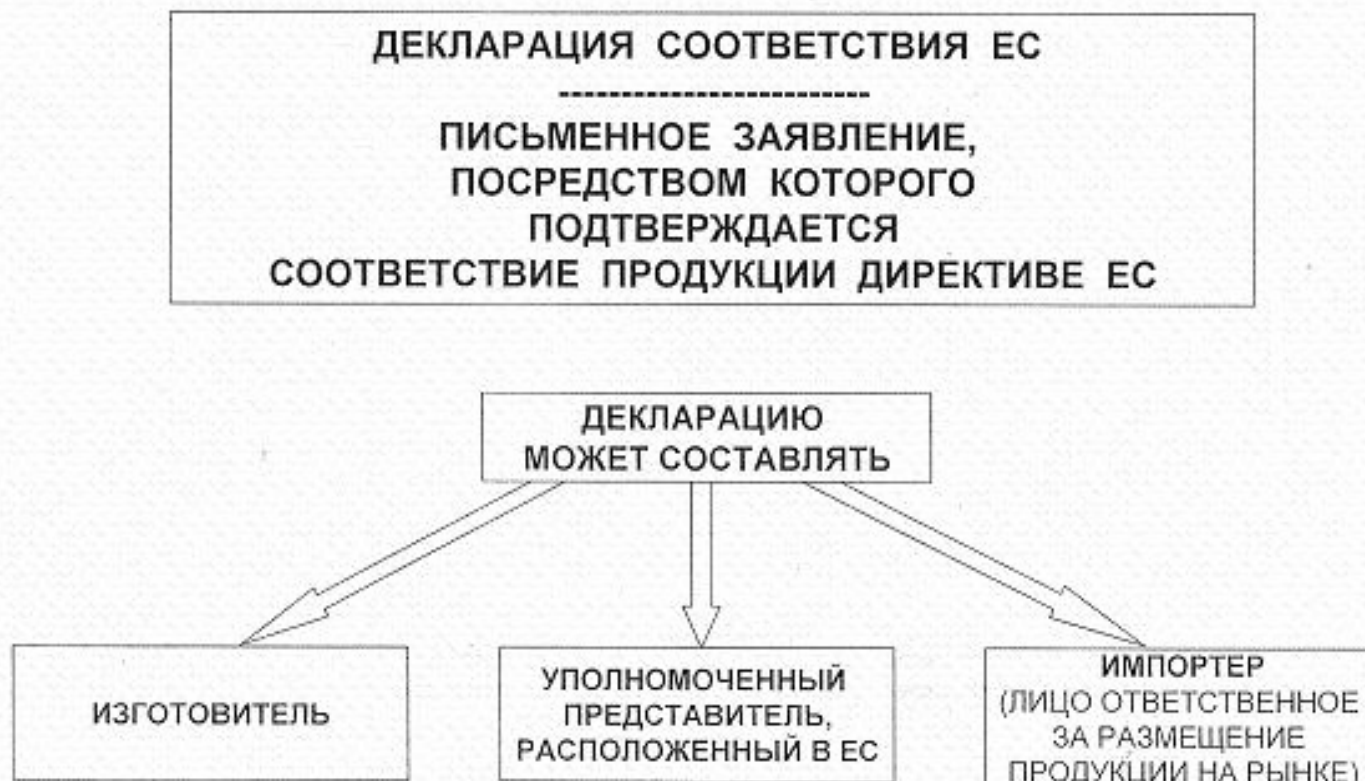 ДЕКЛАРАЦИЯ СООТВЕТСТВИЯ ЕС
-------------------------
ПИСЬМЕННОЕ ЗАЯВЛЕНИЕ,
ПОСРЕДСТВОМ КОТОРОГО
ПОДТВЕРЖДАЕТСЯ
СООТВЕТСТВИЕ ПРОДУКЦИИ ДИРЕКТИВЕ ЕС
ДЕКЛАРАЦИЮ
МОЖЕТ СОСТАВЛЯТЬ
ИЗГОТОВИТЕЛЬ
УПОЛНОМОЧЕННЫЙ
ПРЕДСТАВИТЕЛЬ,
РАСПОЛОЖЕННЫЙ В ЕС
ИМПОРТЕР
(ЛИЦО ОТВЕТСТВЕННОЕ
ЗА РАЗМЕЩЕНИЕ
ПРОДУКЦИИ НА РЫНКЕ)